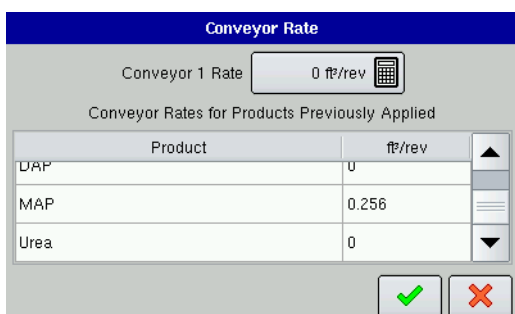 Conveyor Rate
Conveyor 1 Rate 0 ft³/rev
Conveyor Rates for Products Previously Applied
Product ft³/rev
DAP 0
MAP 0.256
Urea 0